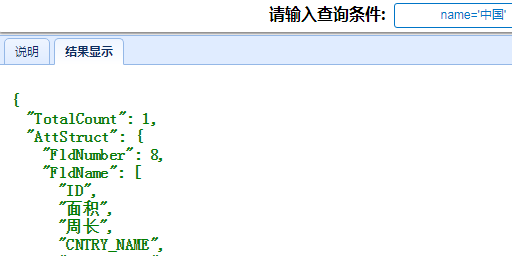 请输入查询条件: name='中国'
说明 结果显示
{
"TotalCount": 1,
"AttStruct": {
"FldNumber": 8,
"FldName": [
"ID",
"面积",
"周长",
"CNTRY_NAME",